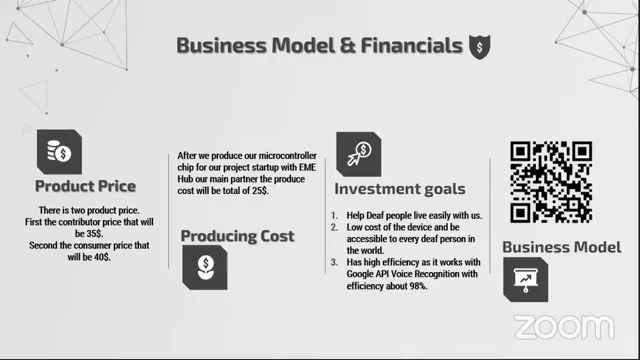 Business Model & Financials
Product Price
There is two product price.
First the contributor price that will
be 35$.
Second the consumer price that
will be 40$.
After we produce our microcontroller
chip for our project startup with EME
Hub our main partner the produce
cost will be total of 25$.
Producing Cost
Investment goals
1. Help Deaf people live easily with us.
2. Low cost of the device and be
accessible to every deaf person in
the world.
3. Has high efficiency as it works with
Google API Voice Recognition with
efficiency about 98%.
Business Model
zoom